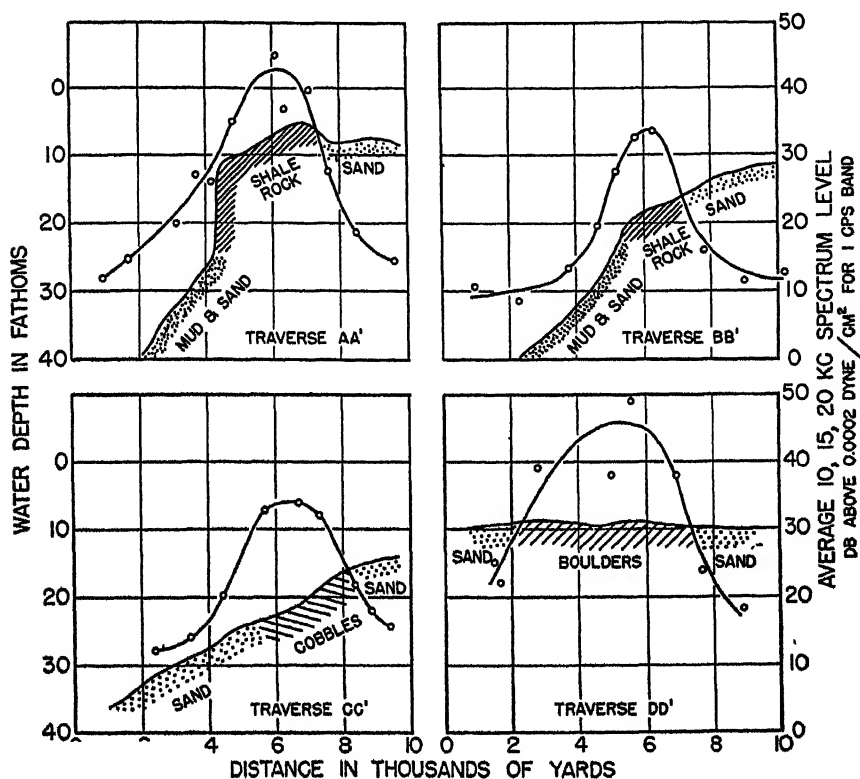 WATER DEPTH IN FATHOMS
0
10
20
30
40
SHALE
ROCK
SAND
MUD & SAND
TRAVERSE AA'
50
40
30
20
10
0
SAND
SHALE
ROCK
MUD & SAND
TRAVERSE BB'
0
10
20
30
40
SAND
COBBLES
SAND
TRAVERSE CC'
4 6 8 10
50
40
30
20
10
0
SAND
BOULDERS
SAND
TRAVERSE DD'
0 2 4 6 8 10
DISTANCE IN THOUSANDS OF YARDS
AVERAGE 10, 15, 20 KC SPECTRUM LEVEL
DB ABOVE 0.0002 DYNE/CM² FOR 1 CPS BAND